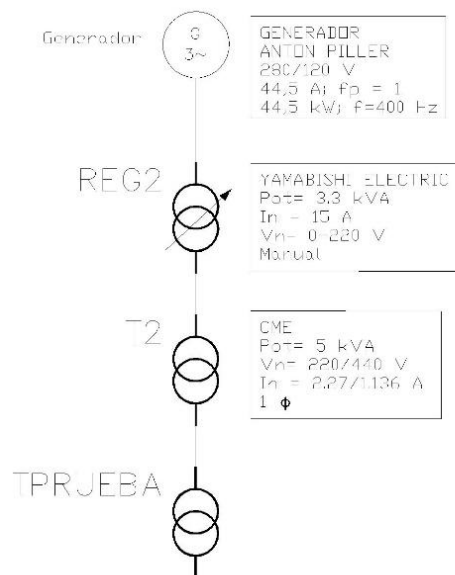 Generador
G
3~
GENERADOR
ANTON PILLER
280/120 V
44,5 A; fp = 1
44,5 kW; f=400 Hz
REG2
YAMABISHI ELECTRIC
Pot= 3.3 kVA
In = 15 A
Vn= 0-220 V
Manual
T2
CME
Pot= 5 kVA
Vn= 220/440 V
In = 2.27/1.136 A
1 ϕ
TPRUEBA